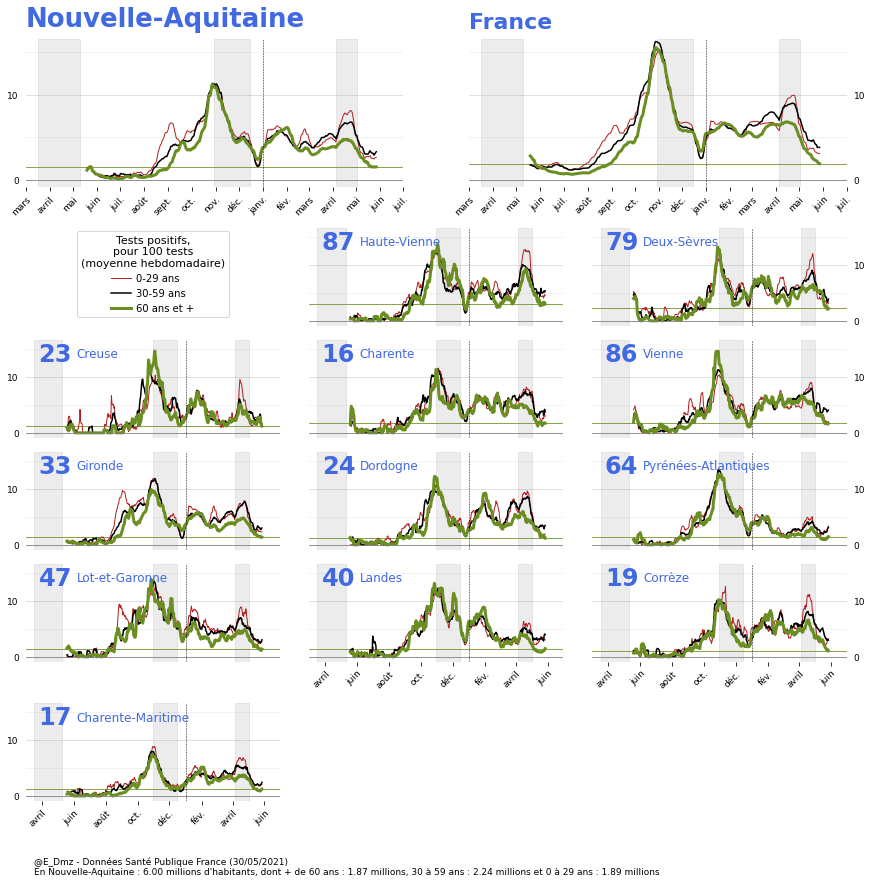 Nouvelle-Aquitaine
France
10
0
10
0
mars avril mai juin juil. août sept. oct. nov. déc. janv. fév. mars avril mai juin juil.
mars avril mai juin juil. août sept. oct. nov. déc. janv. fév. mars avril mai juin juil.
Tests positifs,
pour 100 tests
(moyenne hebdomadaire)
0-29 ans
30-59 ans
60 ans et +
87 Haute-Vienne
79 Deux-Sèvres
10
0
23 Creuse
16 Charente
86 Vienne
10
0
10
0
33 Gironde
24 Dordogne
64 Pyrénées-Atlantiques
10
0
10
0
47 Lot-et-Garonne
40 Landes
19 Corrèze
10
0
10
0
avril juin août oct. déc. fév. avril juin
avril juin août oct. déc. fév. avril juin
17 Charente-Maritime
10
0
avril juin août oct. déc. fév. avril juin
@E_Dmz - Données Santé Publique France (30/05/2021)
En Nouvelle-Aquitaine : 6.00 millions d'habitants, dont + de 60 ans : 1.87 millions, 30 à 59 ans : 2.24 millions et 0 à 29 ans : 1.89 millions